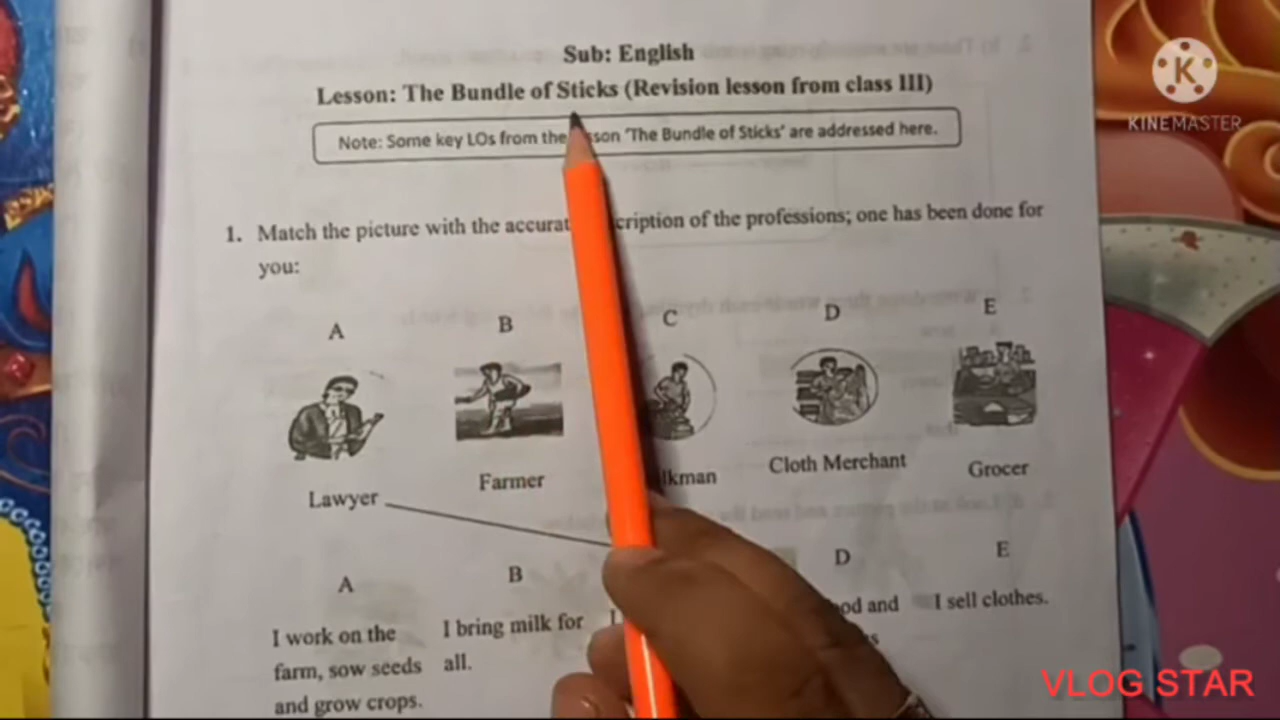 Sub: English
Lesson: The Bundle of Sticks (Revision lesson from class III)
Note: Some key LOs from the sson 'The Bundle of Sticks' are addressed here.
1. Match the picture with the accurat cription of the professions; one has been done for
you:
A B C D E
Lawyer Farmer lkman Cloth Merchant Grocer
A B D E
I work on the I bring milk for od and I sell clothes.
farm, sow seeds all.
and grow crops.
K
KINEMASTER
VLOG STAR